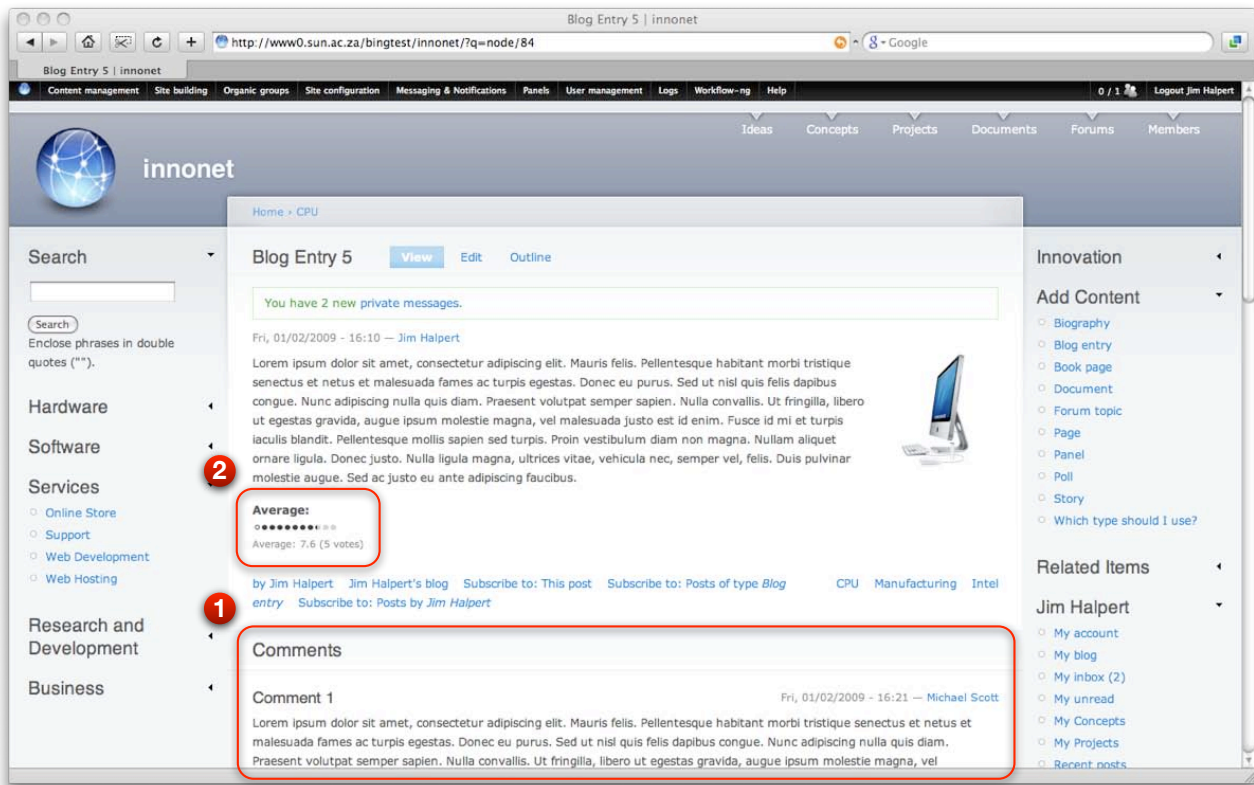 Blog Entry 5 | innonet
http://www0.sun.ac.za/bingtest/innonet/?q=node/84
Google
Blog Entry 5 | innonet
Content management Site building Organic groups Site configuration Messaging & Notifications Panels User management Logs Workflow-ng Help 0 / 1 Logout Jim Halpert
Ideas Concepts Projects Documents Forums Members
innonet
Home › CPU
Search
(Search)
Enclose phrases in double
quotes ("").
Hardware
Software
Services
Online Store
Support
Web Development
Web Hosting
Research and
Development
Business
Blog Entry 5 View Edit Outline
You have 2 new private messages.
Fri, 01/02/2009 - 16:10 — Jim Halpert
Lorem ipsum dolor sit amet, consectetur adipiscing elit. Mauris felis. Pellentesque habitant morbi tristique
senectus et netus et malesuada fames ac turpis egestas. Donec eu purus. Sed ut nisl quis felis dapibus
congue. Nunc adipiscing nulla quis diam. Praesent volutpat semper sapien. Nulla convallis. Ut fringilla, libero
ut egestas gravida, augue ipsum molestie magna, vel malesuada justo est id enim. Fusce id mi et turpis
iaculis blandit. Pellentesque mollis sapien sed turpis. Proin vestibulum diam non magna. Nullam aliquet
ornare ligula. Donec justo. Nulla ligula magna, ultrices vitae, vehicula nec, semper vel, felis. Duis pulvinar
molestie augue. Sed ac justo eu ante adipiscing faucibus.
2
Average:
Average: 7.6 (5 votes)
by Jim Halpert Jim Halpert's blog Subscribe to: This post Subscribe to: Posts of type Blog CPU Manufacturing Intel
entry Subscribe to: Posts by Jim Halpert
1
Comments
Comment 1 Fri, 01/02/2009 - 16:21 — Michael Scott
Lorem ipsum dolor sit amet, consectetur adipiscing elit. Mauris felis. Pellentesque habitant morbi tristique senectus et netus et
malesuada fames ac turpis egestas. Donec eu purus. Sed ut nisl quis felis dapibus congue. Nunc adipiscing nulla quis diam.
Praesent volutpat semper sapien. Nulla convallis. Ut fringilla, libero ut egestas gravida, augue ipsum molestie magna, vel
Innovation
Add Content
Biography
Blog entry
Book page
Document
Forum topic
Page
Panel
Poll
Story
Which type should I use?
Related Items
Jim Halpert
My account
My blog
My inbox (2)
My unread
My Concepts
My Projects
Recent posts